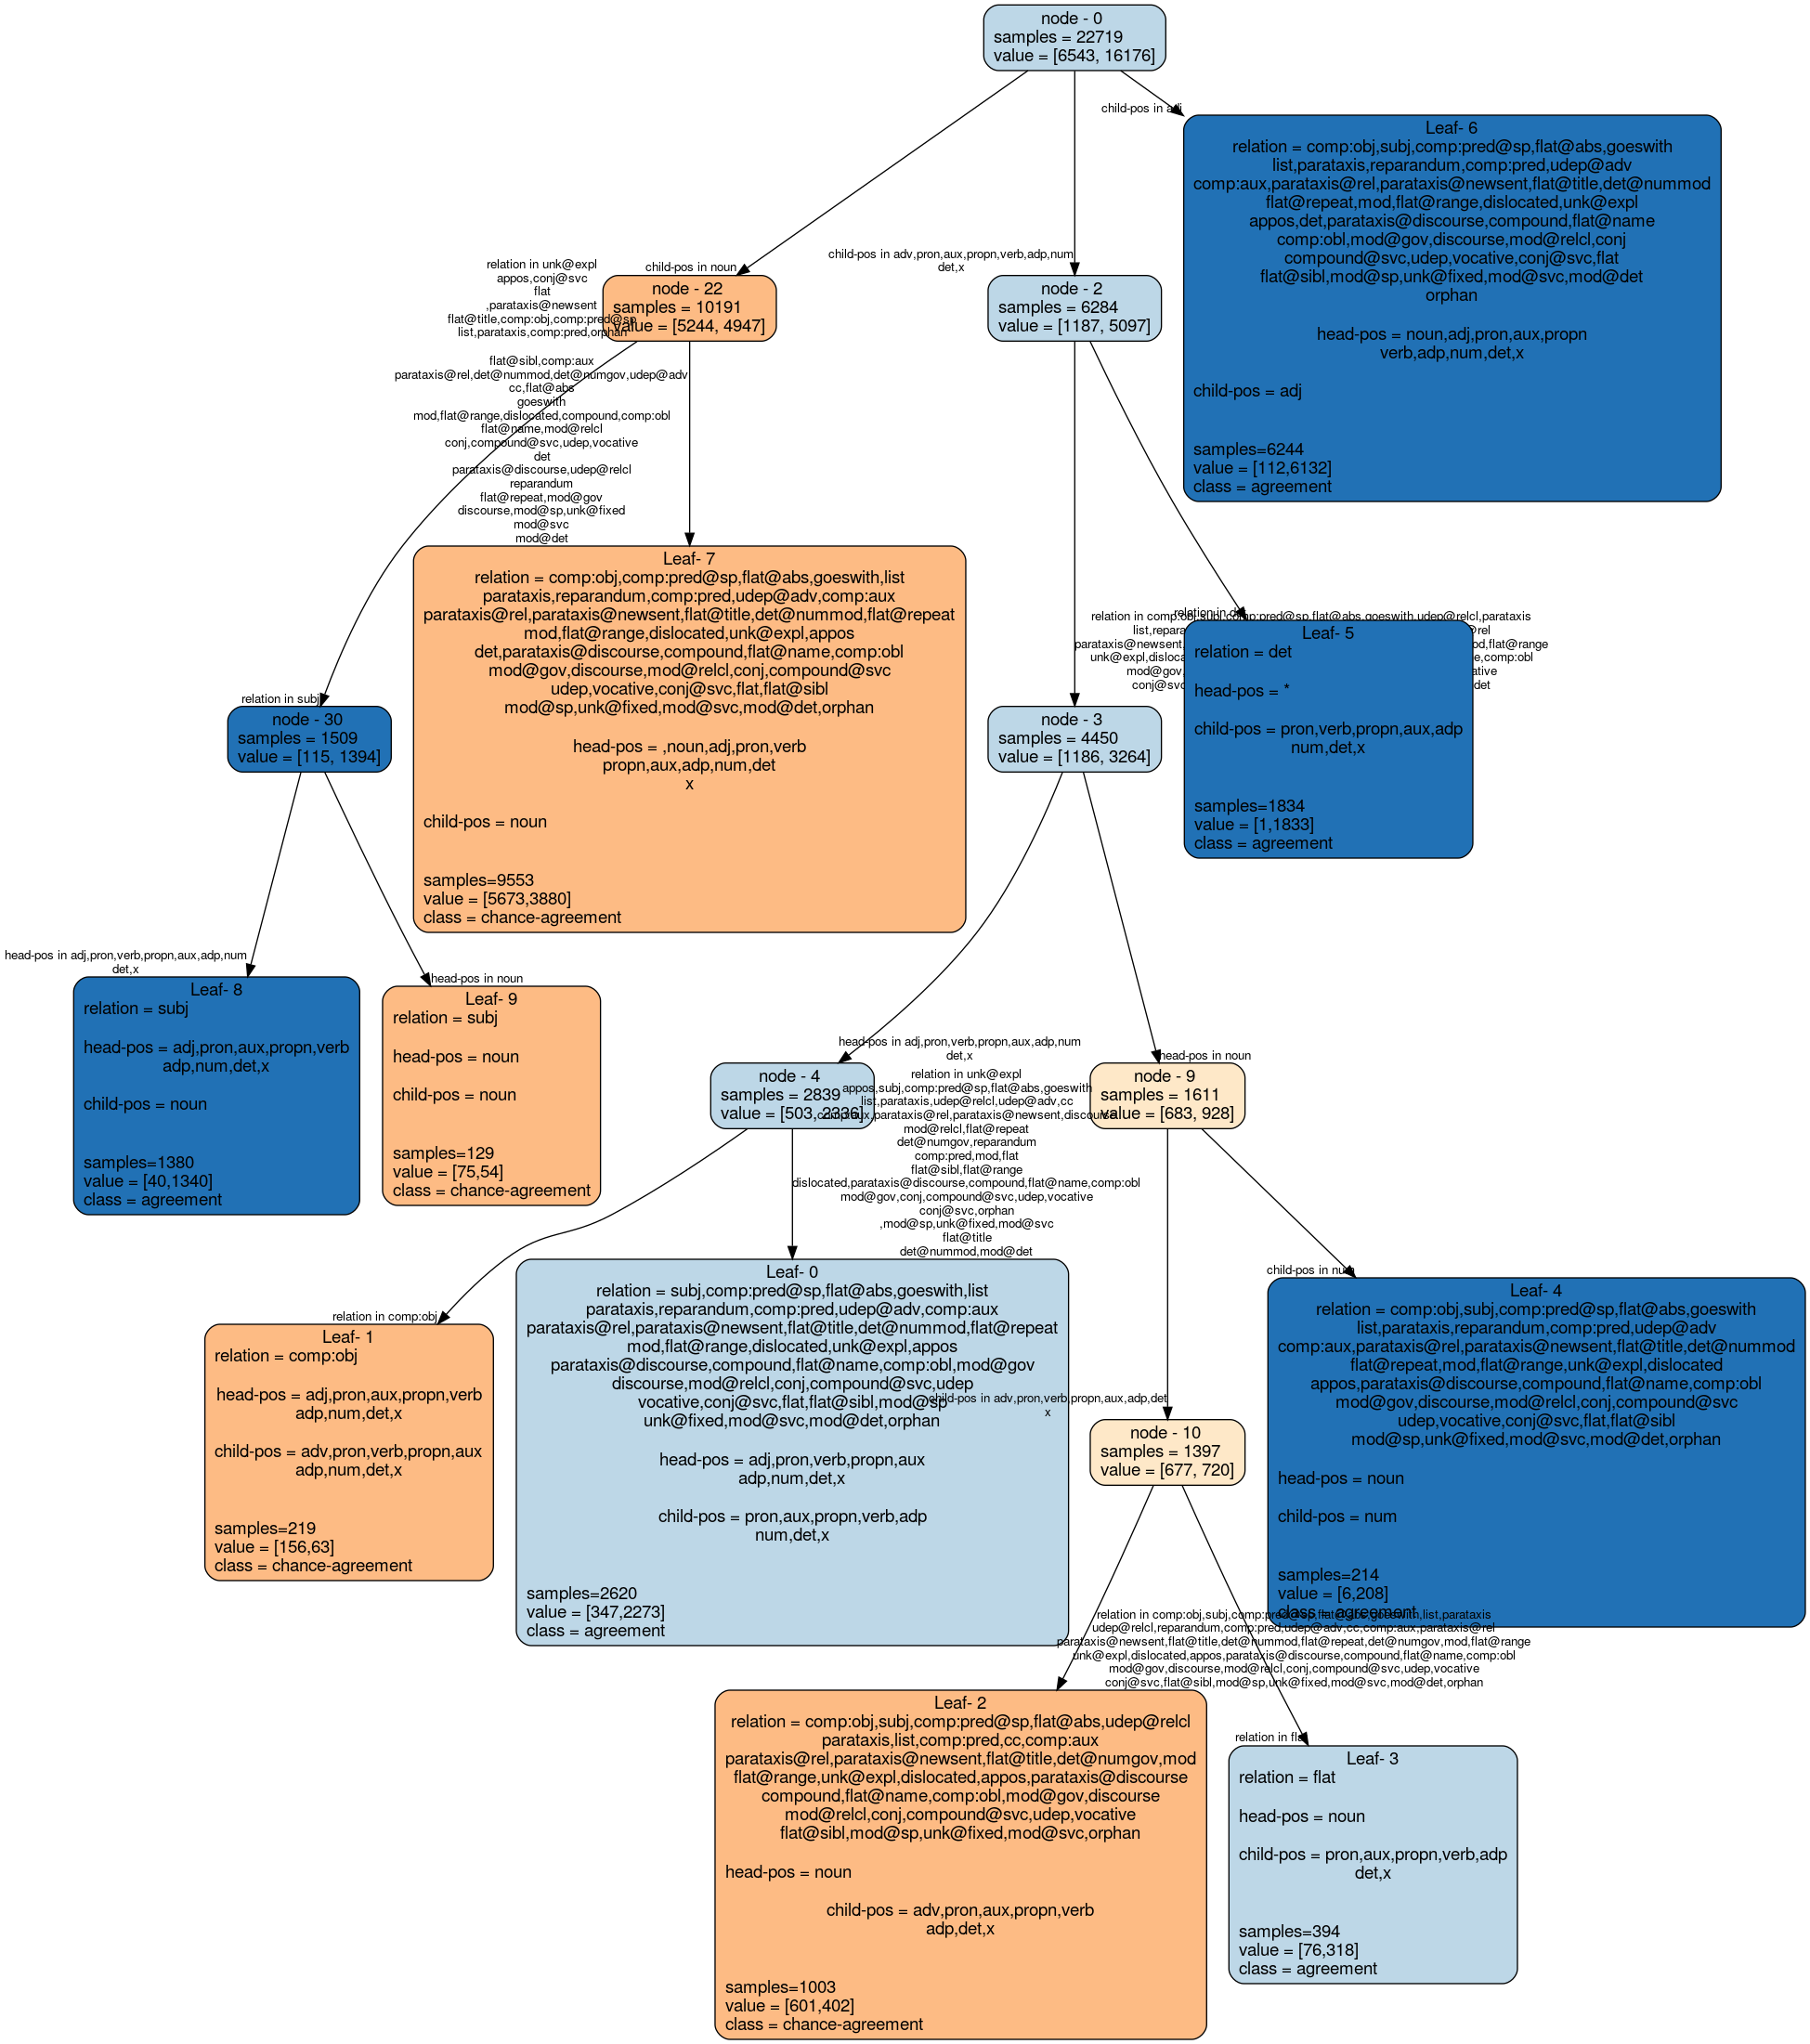 node - 0
samples = 22719
value = [6543, 16176]
child-pos in adj
Leaf- 6
relation = comp:obj,subj,comp:pred@sp,flat@abs,goeswith
list,parataxis,reparandum,comp:pred,udep@adv
comp:aux,parataxis@rel,parataxis@newsent,flat@title,det@nummod
flat@repeat,mod,flat@range,dislocated,unk@expl
appos,det,parataxis@discourse,compound,flat@name
comp:obl,mod@gov,discourse,mod@relcl,conj
compound@svc,udep,vocative,conj@svc,flat
flat@sibl,mod@sp,unk@fixed,mod@svc,mod@det
orphan
head-pos = noun,adj,pron,aux,propn
verb,adp,num,det,x
child-pos = adj
samples=6244
value = [112,6132]
class = agreement
child-pos in noun
node - 22
samples = 10191
value = [5244, 4947]
child-pos in adv,pron,aux,propn,verb,adp,num
det,x
node - 2
samples = 6284
value = [1187, 5097]
relation in unk@expl
appos,conj@svc
flat
,parataxis@newsent
flat@title,comp:obj,comp:pred@sp
list,parataxis,comp:pred,orphan
flat@sibl,comp:aux
parataxis@rel,det@nummod,det@numgov,udep@adv
cc,flat@abs
goeswith
mod,flat@range,dislocated,compound,comp:obl
flat@name,mod@relcl
conj,compound@svc,udep,vocative
det
parataxis@discourse,udep@relcl
reparandum
flat@repeat,mod@gov
discourse,mod@sp,unk@fixed
mod@svc
mod@det
Leaf- 7
relation = comp:obj,comp:pred@sp,flat@abs,goeswith,list
parataxis,reparandum,comp:pred,udep@adv,comp:aux
parataxis@rel,parataxis@newsent,flat@title,det@nummod,flat@repeat
mod,flat@range,dislocated,unk@expl,appos
det,parataxis@discourse,compound,flat@name,comp:obl
mod@gov,discourse,mod@relcl,conj,compound@svc
udep,vocative,conj@svc,flat,flat@sibl
mod@sp,unk@fixed,mod@svc,mod@det,orphan
head-pos = ,noun,adj,pron,verb
propn,aux,adp,num,det
x
child-pos = noun
samples=9553
value = [5673,3880]
class = chance-agreement
relation in subj
node - 30
samples = 1509
value = [115, 1394]
relation in comp:obj,subj,comp:pred@sp,flat@abs,goeswith,udep@relcl,parataxis
node - 3
samples = 4450
value = [1186, 3264]
relation in det
Leaf- 5
relation = det
head-pos = *
child-pos = pron,verb,propn,aux,adp
num,det,x
samples=1834
value = [1,1833]
class = agreement
head-pos in adj,pron,verb,propn,aux,adp,num
det,x
Leaf- 8
relation = subj
head-pos = adj,pron,aux,propn,verb
adp,num,det,x
child-pos = noun
samples=1380
value = [40,1340]
class = agreement
head-pos in noun
Leaf- 9
relation = subj
head-pos = noun
child-pos = noun
samples=129
value = [75,54]
class = chance-agreement
head-pos in adj,pron,verb,propn,aux,adp,num
det,x
node - 4
samples = 2839
value = [503, 2336]
head-pos in noun
node - 9
samples = 1611
value = [683, 928]
relation in unk@expl
appos,subj,comp:pred@sp,flat@abs,goeswith
list,parataxis,udep@relcl,udep@adv,cc
comp:aux,parataxis@rel,parataxis@newsent,discourse
mod@relcl,flat@repeat
det@numgov,reparandum
comp:pred,mod,flat
flat@sibl,flat@range
dislocated,parataxis@discourse,compound,flat@name,comp:obl
mod@gov,conj,compound@svc,udep,vocative
conj@svc,orphan
,mod@sp,unk@fixed,mod@svc
flat@title
det@nummod,mod@det
relation in comp:obj
Leaf- 1
relation = comp:obj
head-pos = adj,pron,aux,propn,verb
adp,num,det,x
child-pos = adv,pron,verb,propn,aux
adp,num,det,x
samples=219
value = [156,63]
class = chance-agreement
Leaf- 0
relation = subj,comp:pred@sp,flat@abs,goeswith,list
parataxis,reparandum,comp:pred,udep@adv,comp:aux
parataxis@rel,parataxis@newsent,flat@title,det@nummod,flat@repeat
mod,flat@range,dislocated,unk@expl,appos
parataxis@discourse,compound,flat@name,comp:obl,mod@gov
discourse,mod@relcl,conj,compound@svc,udep
vocative,conj@svc,flat,flat@sibl,mod@sp
unk@fixed,mod@svc,mod@det,orphan
head-pos = adj,pron,verb,propn,aux
adp,num,det,x
child-pos = pron,aux,propn,verb,adp
num,det,x
samples=2620
value = [347,2273]
class = agreement
child-pos in adv,pron,verb,propn,aux,adp,det
x
node - 10
samples = 1397
value = [677, 720]
child-pos in num
Leaf- 4
relation = comp:obj,subj,comp:pred@sp,flat@abs,goeswith
list,parataxis,reparandum,comp:pred,udep@adv
comp:aux,parataxis@rel,parataxis@newsent,flat@title,det@nummod
flat@repeat,mod,flat@range,unk@expl,dislocated
appos,parataxis@discourse,compound,flat@name,comp:obl
mod@gov,discourse,mod@relcl,conj,compound@svc
udep,vocative,conj@svc,flat,flat@sibl
mod@sp,unk@fixed,mod@svc,mod@det,orphan
head-pos = noun
child-pos = num
samples=214
value = [6,208]
class = agreement
relation in comp:obj,subj,comp:pred@sp,flat@abs,goeswith,list,parataxis
udep@relcl,reparandum,comp:pred,udep@adv,cc,comp:aux,parataxis@rel
parataxis@newsent,flat@title,det@nummod,flat@repeat,det@numgov,mod,flat@range
unk@expl,dislocated,appos,parataxis@discourse,compound,flat@name,comp:obl
mod@gov,discourse,mod@relcl,conj,compound@svc,udep,vocative
conj@svc,flat@sibl,mod@sp,unk@fixed,mod@svc,mod@det,orphan
Leaf- 2
relation = comp:obj,subj,comp:pred@sp,flat@abs,udep@relcl
parataxis,list,comp:pred,cc,comp:aux
parataxis@rel,parataxis@newsent,flat@title,det@numgov,mod
flat@range,unk@expl,dislocated,appos,parataxis@discourse
compound,flat@name,comp:obl,mod@gov,discourse
mod@relcl,conj,compound@svc,udep,vocative
flat@sibl,mod@sp,unk@fixed,mod@svc,orphan
head-pos = noun
child-pos = adv,pron,aux,propn,verb
adp,det,x
samples=1003
value = [601,402]
class = chance-agreement
relation in flat
Leaf- 3
relation = flat
head-pos = noun
child-pos = pron,aux,propn,verb,adp
det,x
samples=394
value = [76,318]
class = agreement